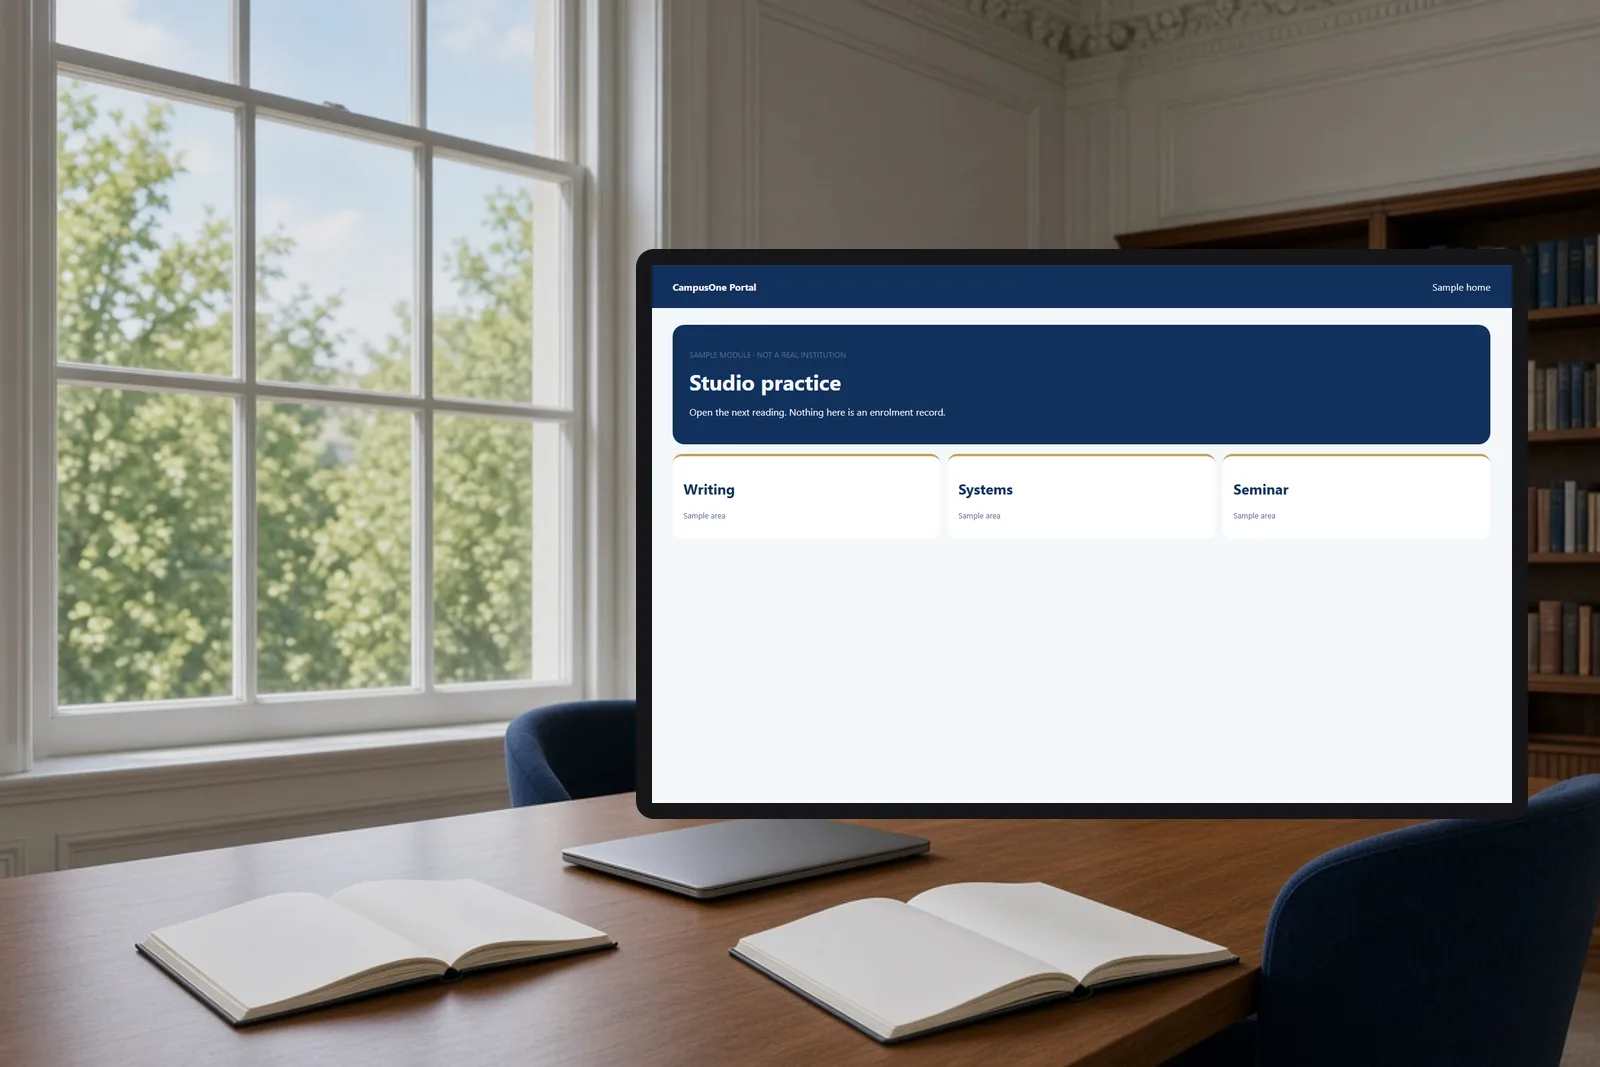 CampusOne Portal
Sample home
SAMPLE MODULE · NOT A REAL INSTITUTION
Studio practice
Open the next reading. Nothing here is an enrolment record.
Writing
Sample area
Systems
Sample area
Seminar
Sample area